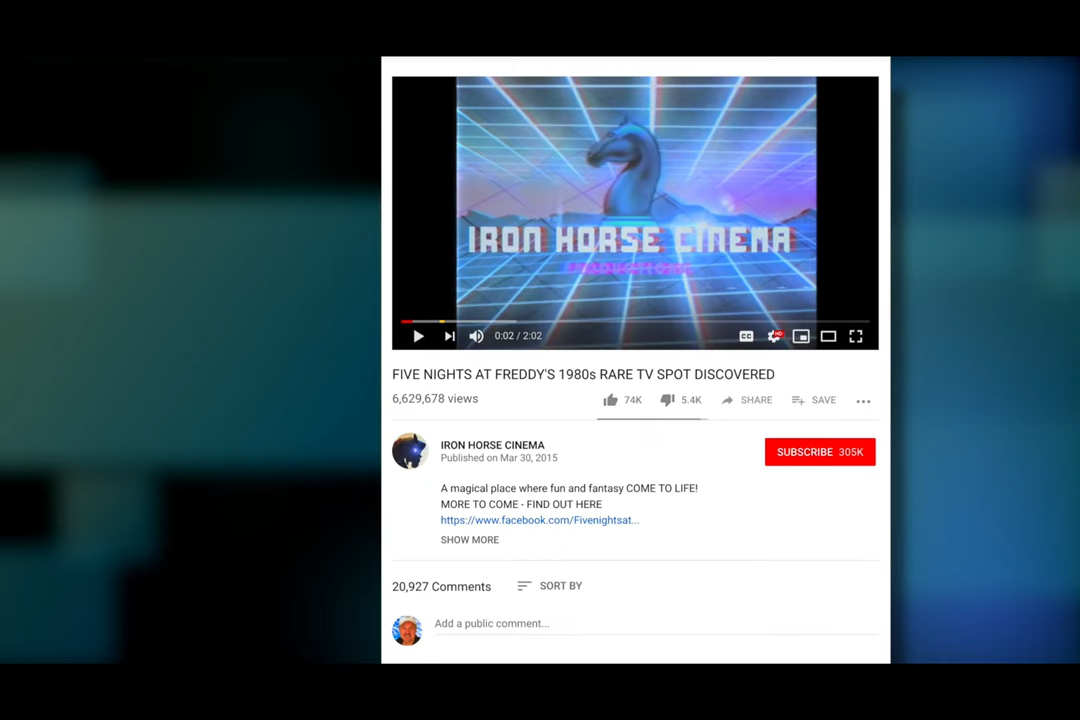 IRON HORSE CINEMA
0:02 / 2:02
CC
HD
FIVE NIGHTS AT FREDDY'S 1980s RARE TV SPOT DISCOVERED
6,629,678 views
74K 5.4K SHARE SAVE
IRON HORSE CINEMA
Published on Mar 30, 2015
SUBSCRIBE 305K
A magical place where fun and fantasy COME TO LIFE!
MORE TO COME - FIND OUT HERE
https://www.facebook.com/Fivenightsat...
SHOW MORE
20,927 Comments SORT BY
Add a public comment...